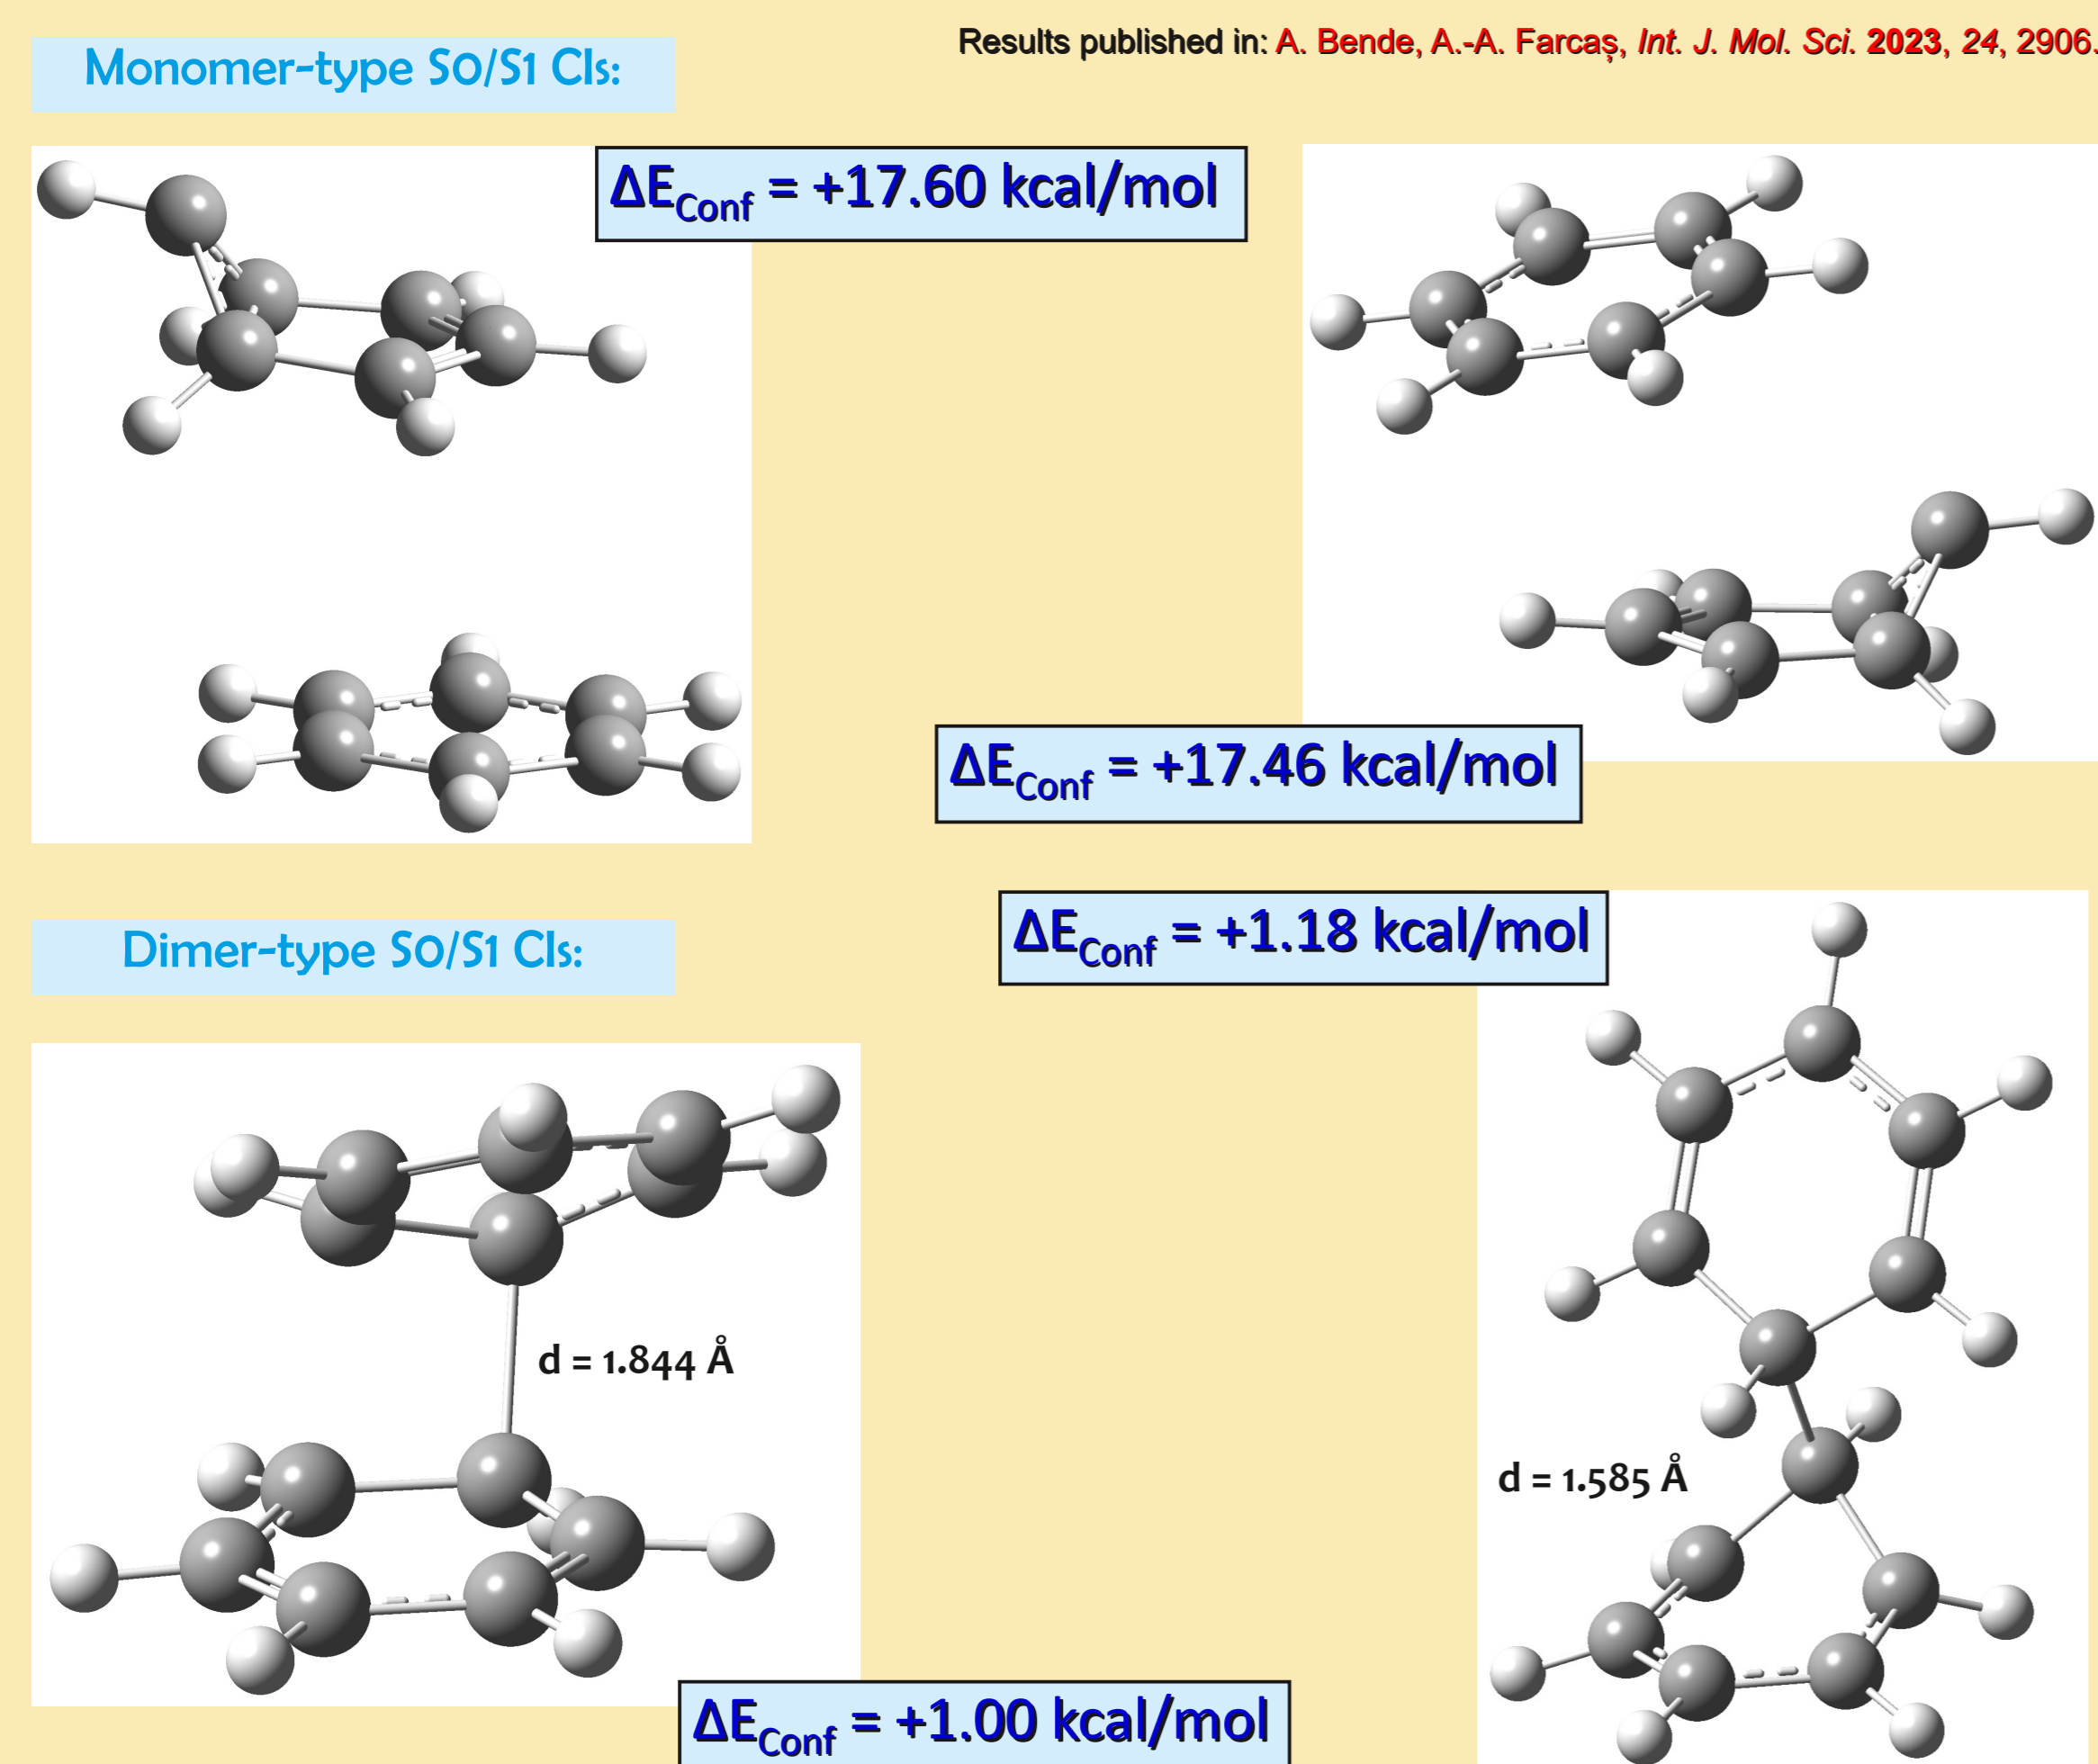 Results published in: A. Bende, A.-A. Farcaș, Int. J. Mol. Sci. 2023, 24, 2906.
Monomer-type S0/S1 CIs:
ΔEConf = +17.60 kcal/mol
ΔEConf = +17.46 kcal/mol
Dimer-type S0/S1 CIs:
ΔEConf = +1.18 kcal/mol
d = 1.844 Å
d = 1.585 Å
ΔEConf = +1.00 kcal/mol